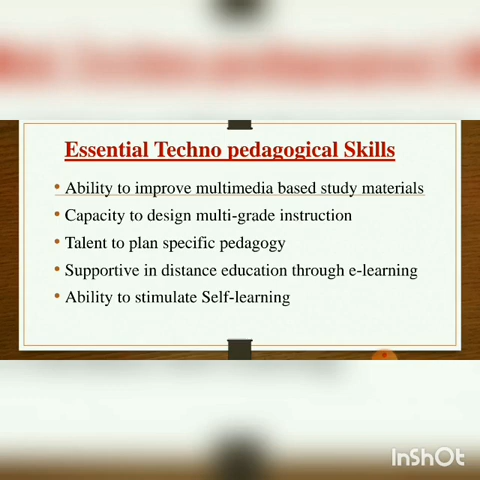 Essential Techno pedagogical Skills
• Ability to improve multimedia based study materials
• Capacity to design multi-grade instruction
• Talent to plan specific pedagogy
• Supportive in distance education through e-learning
• Ability to stimulate Self-learning
InShOt